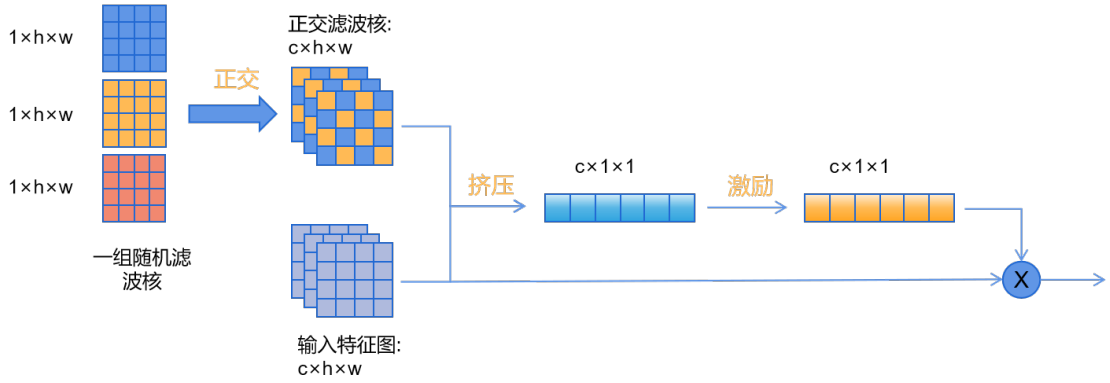 1×h×w
1×h×w
1×h×w
一组随机滤
波核
正交
正交滤波核:
c×h×w
输入特征图:
c×h×w
挤压
c×1×1
激励
c×1×1
X